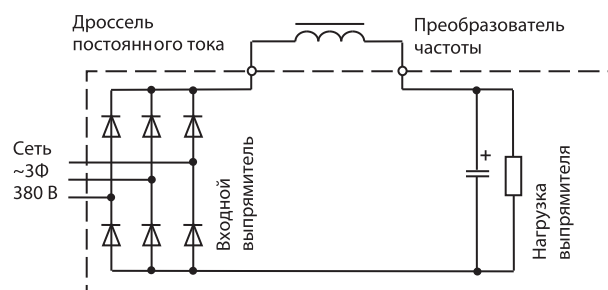 Дроссель
постоянного тока
Преобразователь
частоты
Сеть
~3Ф
380 В
Входной
выпрямитель
+
Нагрузка
выпрямителя